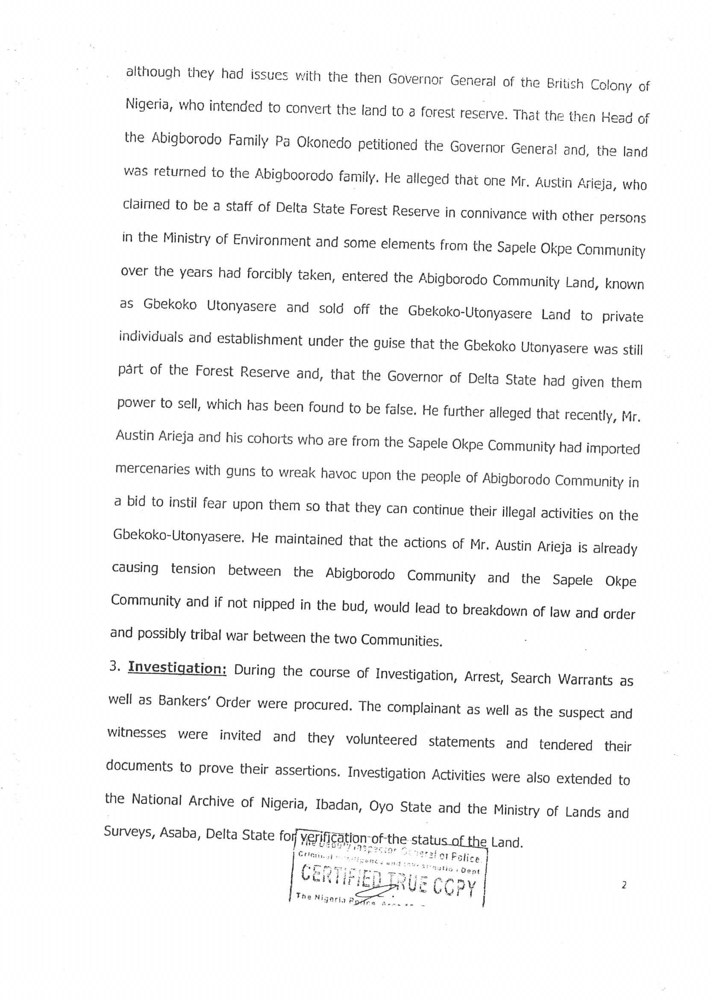 although they had issues with the then Governor General of the British Colony of
Nigeria, who intended to convert the land to a forest reserve. That the then Head of
the Abigborodo Family Pa Okonedo petitioned the Governor General and, the land
was returned to the Abigboorodo family. He alleged that one Mr. Austin Arieja, who
claimed to be a staff of Delta State Forest Reserve in connivance with other persons
in the Ministry of Environment and some elements from the Sapele Okpe Community
over the years had forcibly taken, entered the Abigborodo Community Land, known
as Gbekoko Utonyasere and sold off the Gbekoko-Utonyasere Land to private
individuals and establishment under the guise that the Gbekoko Utonyasere was still
part of the Forest Reserve and, that the Governor of Delta State had given them
power to sell, which has been found to be false. He further alleged that recently, Mr.
Austin Arieja and his cohorts who are from the Sapele Okpe Community had imported
mercenaries with guns to wreak havoc upon the people of Abigborodo Community in
a bid to instil fear upon them so that they can continue their illegal activities on the
Gbekoko-Utonyasere. He maintained that the actions of Mr. Austin Arieja is already
causing tension between the Abigborodo Community and the Sapele Okpe
Community and if not nipped in the bud, would lead to breakdown of law and order
and possibly tribal war between the two Communities.
3. Investigation: During the course of Investigation, Arrest, Search Warrants as
well as Bankers' Order were procured. The complainant as well as the suspect and
witnesses were invited and they volunteered statements and tendered their
documents to prove their assertions. Investigation Activities were also extended to
the National Archive of Nigeria, Ibadan, Oyo State and the Ministry of Lands and
Surveys, Asaba, Delta State for verification of the status of the Land.
The Deputy Inspector General of Police
Criminal Intelligence and Investigation Dept
CERTIFIED TRUE COPY
The Nigeria Police
2